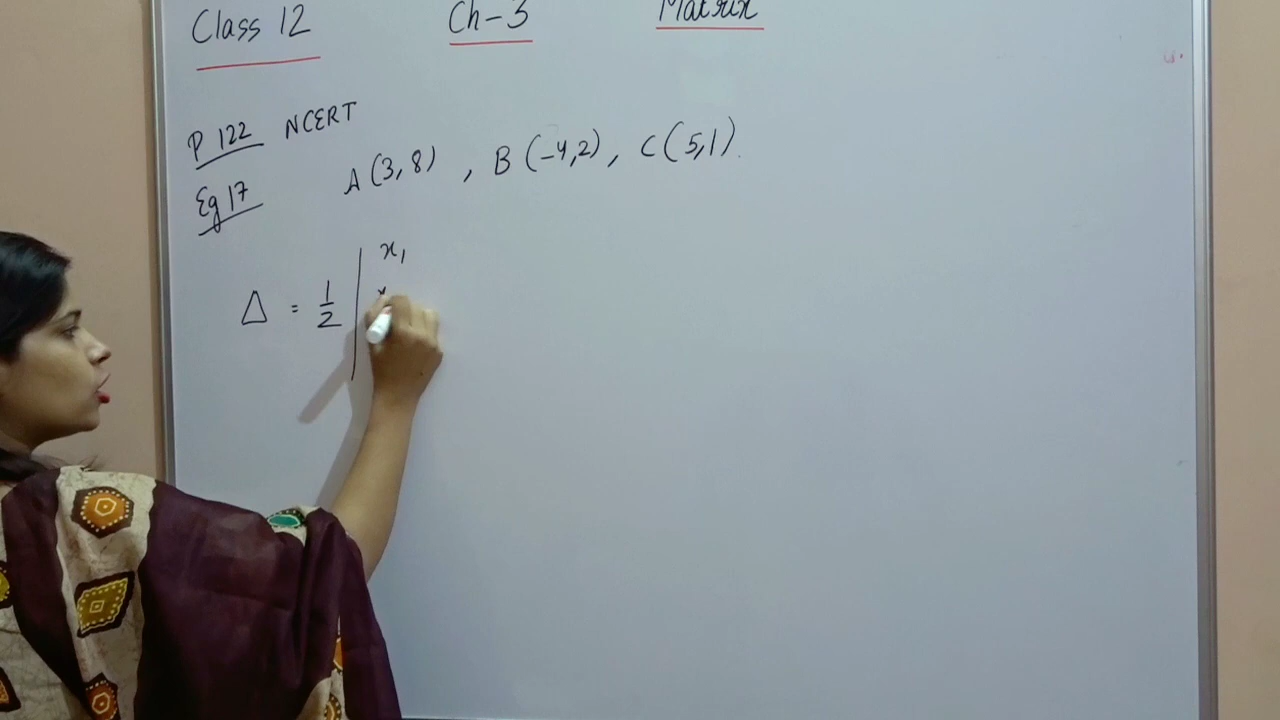 Class 12 Ch-3 Matrix
P 122 NCERT
Eg 17 A (3,8) , B (-4,2) , C (5,1).
x₁
Δ = 1/2 | x